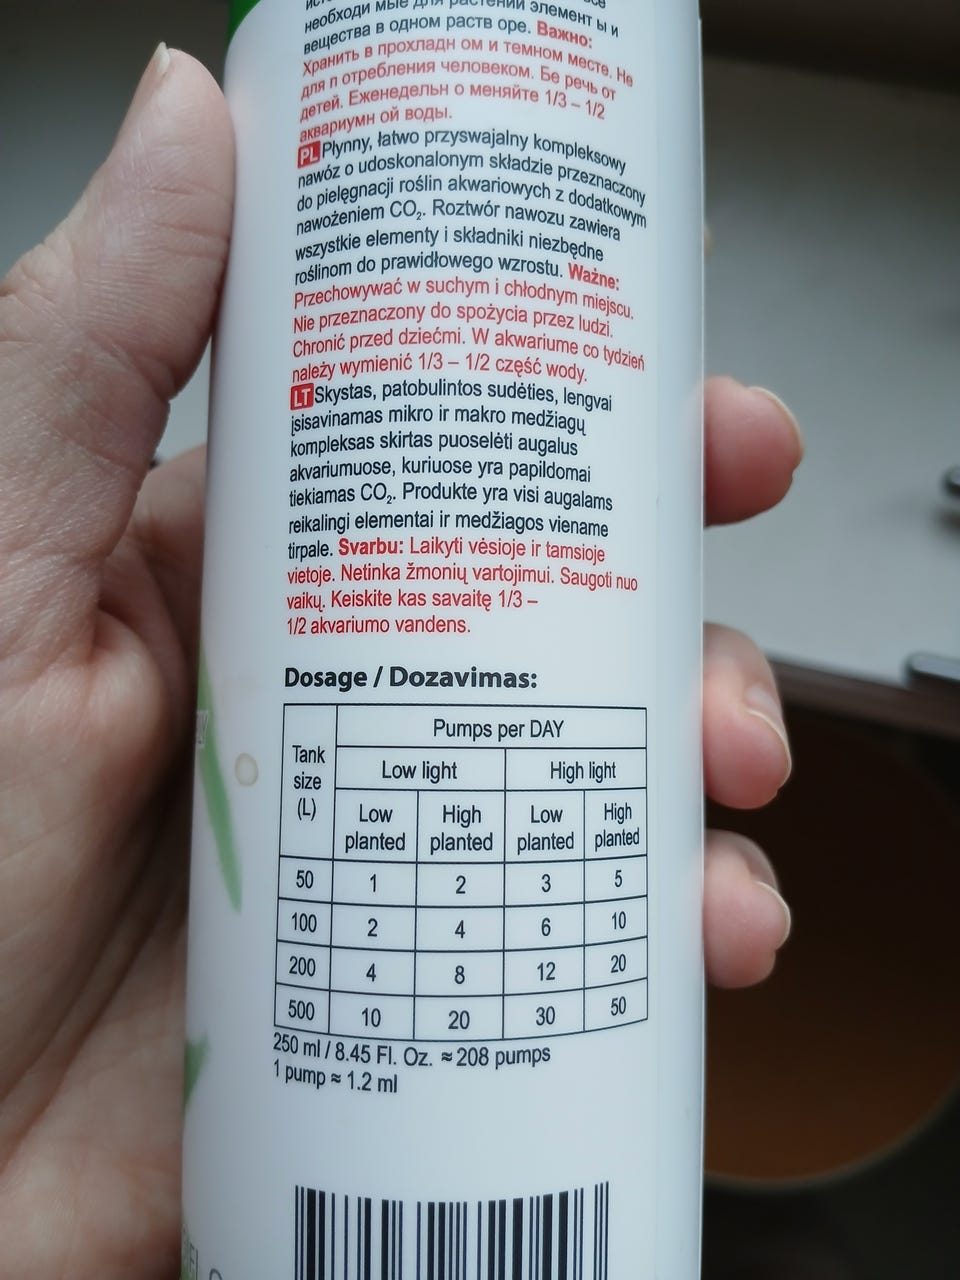 необходи мые для растений элемент ы и
вещества в одном раств оре. Важно:
Хранить в прохладн ом и темном месте. Не
для п отребления человеком. Бе речь от
детей. Еженедельн о меняйте 1/3 – 1/2
аквариумн ой воды.
PL Płynny, łatwo przyswajalny kompleksowy
nawóz o udoskonalonym składzie przeznaczony
do pielęgnacji roślin akwariowych z dodatkowym
nawożeniem CO₂. Roztwór nawozu zawiera
wszystkie elementy i składniki niezbędne
roślinom do prawidłowego wzrostu. Ważne:
Przechowywać w suchym i chłodnym miejscu.
Nie przeznaczony do spożycia przez ludzi.
Chronić przed dziećmi. W akwariume co tydzień
należy wymienić 1/3 – 1/2 część wody.
LT Skystas, patobulintos sudėties, lengvai
įsisavinamas mikro ir makro medžiagų
kompleksas skirtas puoselėti augalus
akvariumuose, kuriuose yra papildomai
tiekiamas CO₂. Produkte yra visi augalams
reikalingi elementai ir medžiagos viename
tirpale. Svarbu: Laikyti vėsioje ir tamsioje
vietoje. Netinka žmonių vartojimui. Saugoti nuo
vaikų. Keiskite kas savaitę 1/3 –
1/2 akvariumo vandens.
Dosage / Dozavimas:
Tank size (L) Pumps per DAY
Low light High light
Low planted High planted Low planted High planted
50 1 2 3 5
100 2 4 6 10
200 4 8 12 20
500 10 20 30 50
250 ml / 8.45 Fl. Oz. ≈ 208 pumps
1 pump ≈ 1.2 ml